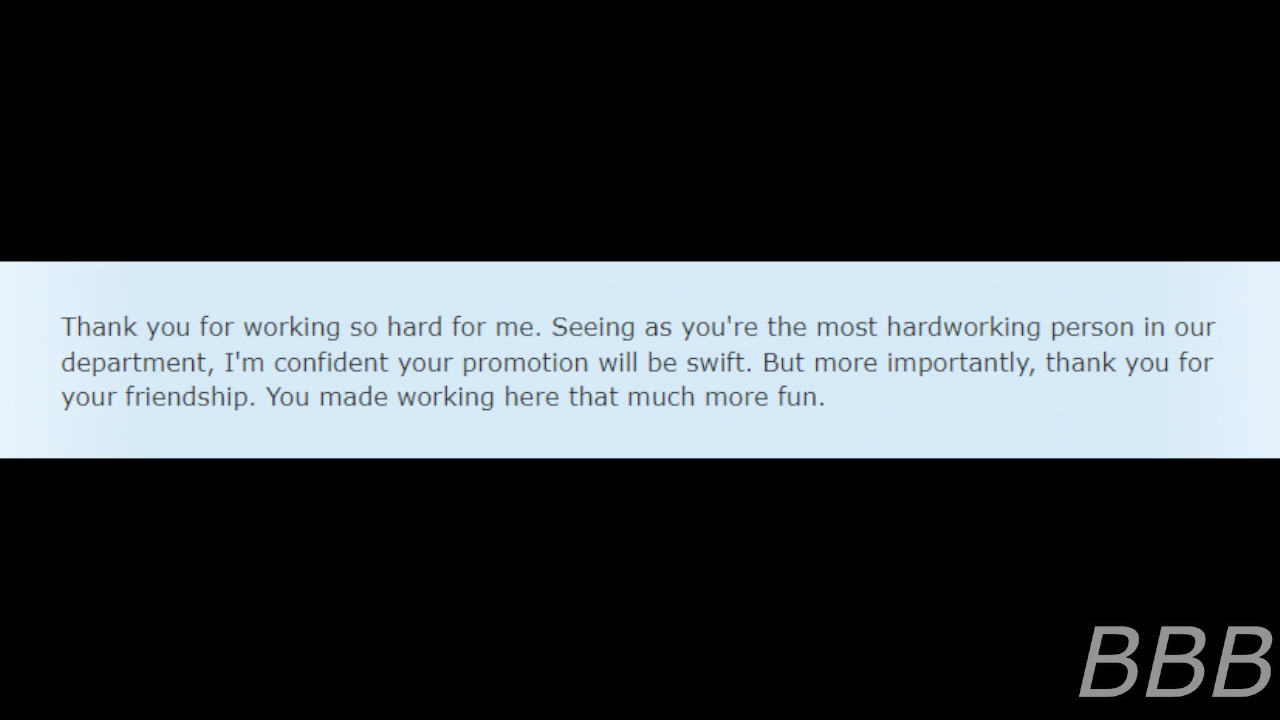 Thank you for working so hard for me. Seeing as you're the most hardworking person in our
department, I'm confident your promotion will be swift. But more importantly, thank you for
your friendship. You made working here that much more fun.
BBB